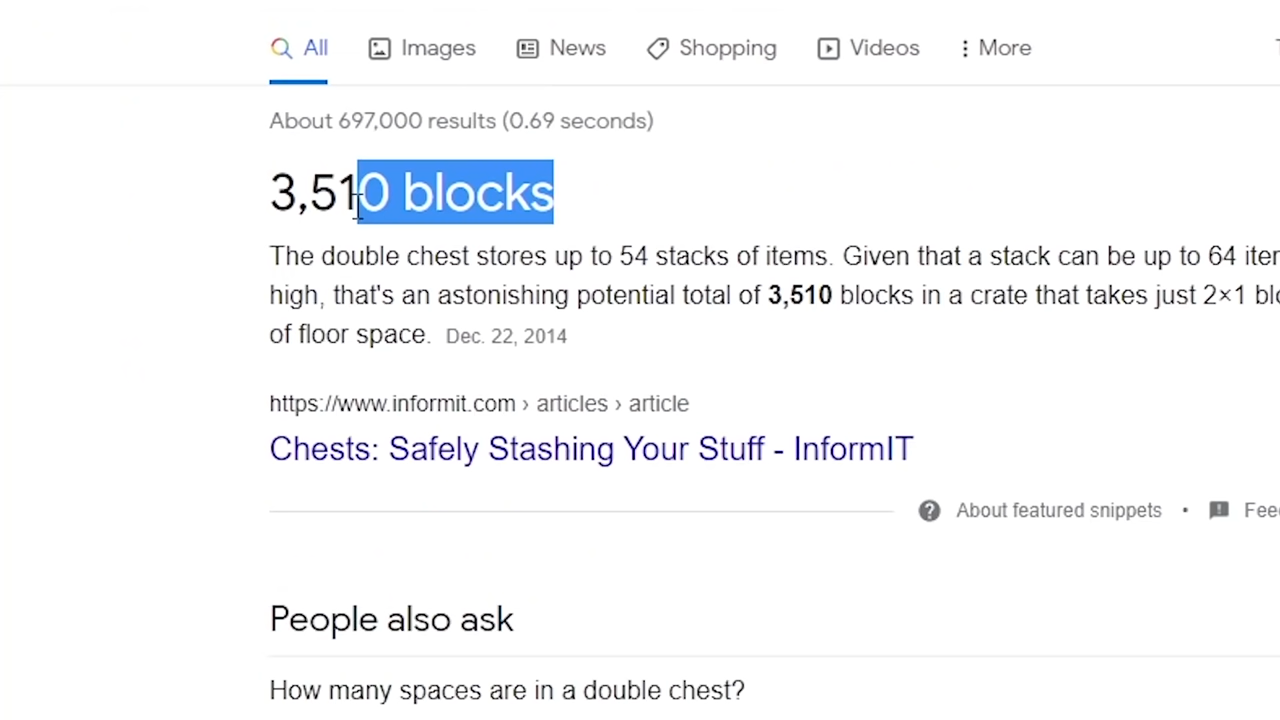 All Images News Shopping Videos More
About 697,000 results (0.69 seconds)
3,510 blocks
The double chest stores up to 54 stacks of items. Given that a stack can be up to 64
high, that's an astonishing potential total of 3,510 blocks in a crate that takes just 2×1
of floor space. Dec. 22, 2014
https://www.informit.com › articles › article
Chests: Safely Stashing Your Stuff - InformIT
About featured snippets •
People also ask
How many spaces are in a double chest?